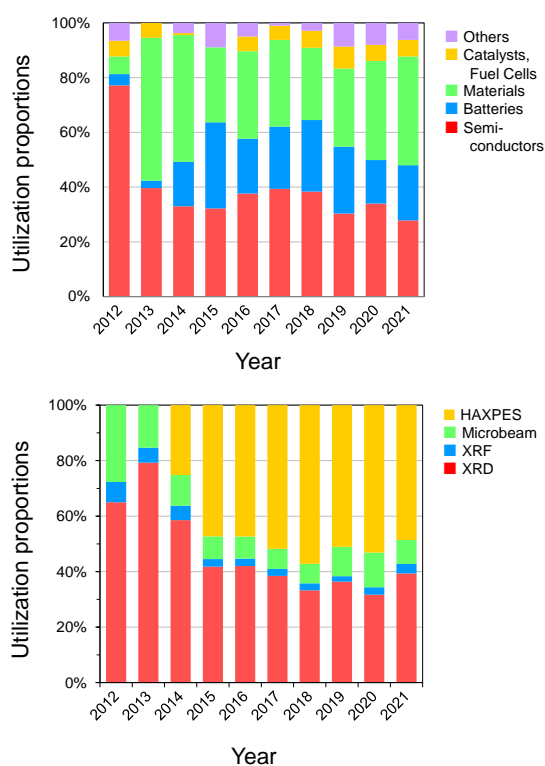 100%
80%
60%
40%
20%
0%
Utilization proportions
2012
2013
2014
2015
2016
2017
2018
2019
2020
2021
Year
Others
Catalysts,
Fuel Cells
Materials
Batteries
Semi-
conductors
100%
80%
60%
40%
20%
0%
Utilization proportions
2012
2013
2014
2015
2016
2017
2018
2019
2020
2021
Year
HAXPES
Microbeam
XRF
XRD